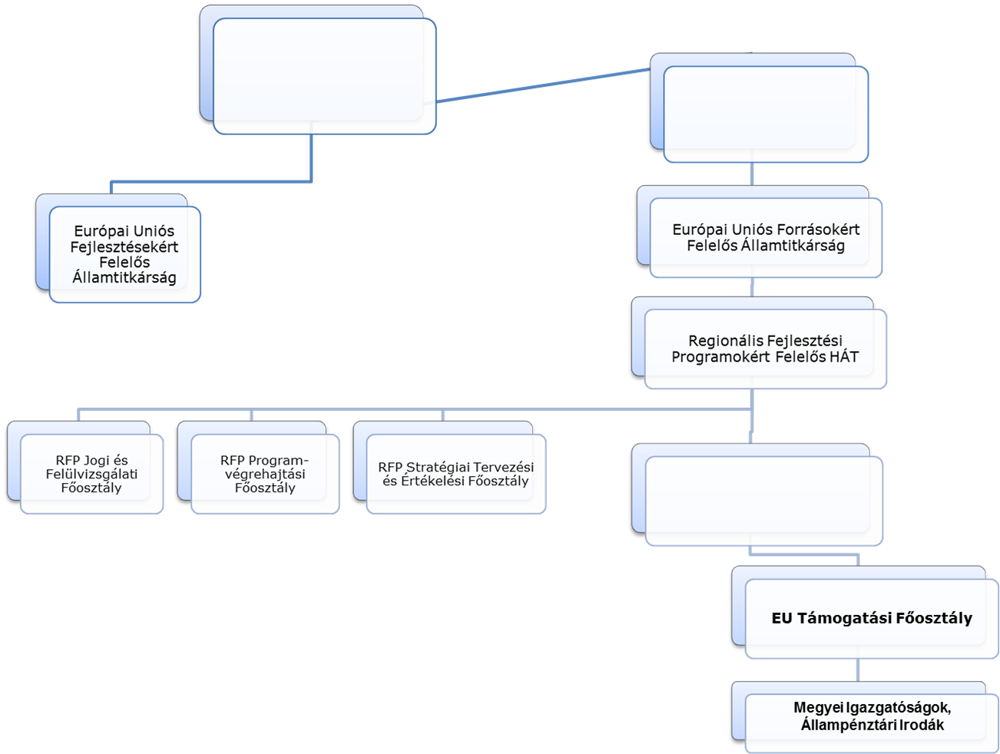 Európai Uniós
Fejlesztésekért
Felelős
Államtitkárság
Európai Uniós Forrásokért
Felelős Államtitkárság
Regionális Fejlesztési
Programokért Felelős HÁT
RFP Jogi és
Felülvizsgálati
Főosztály
RFP Program-
végrehajtási
Főosztály
RFP Stratégiai Tervezési
és Értékelési Főosztály
EU Támogatási Főosztály
Megyei Igazgatóságok,
Állampénztári Irodák